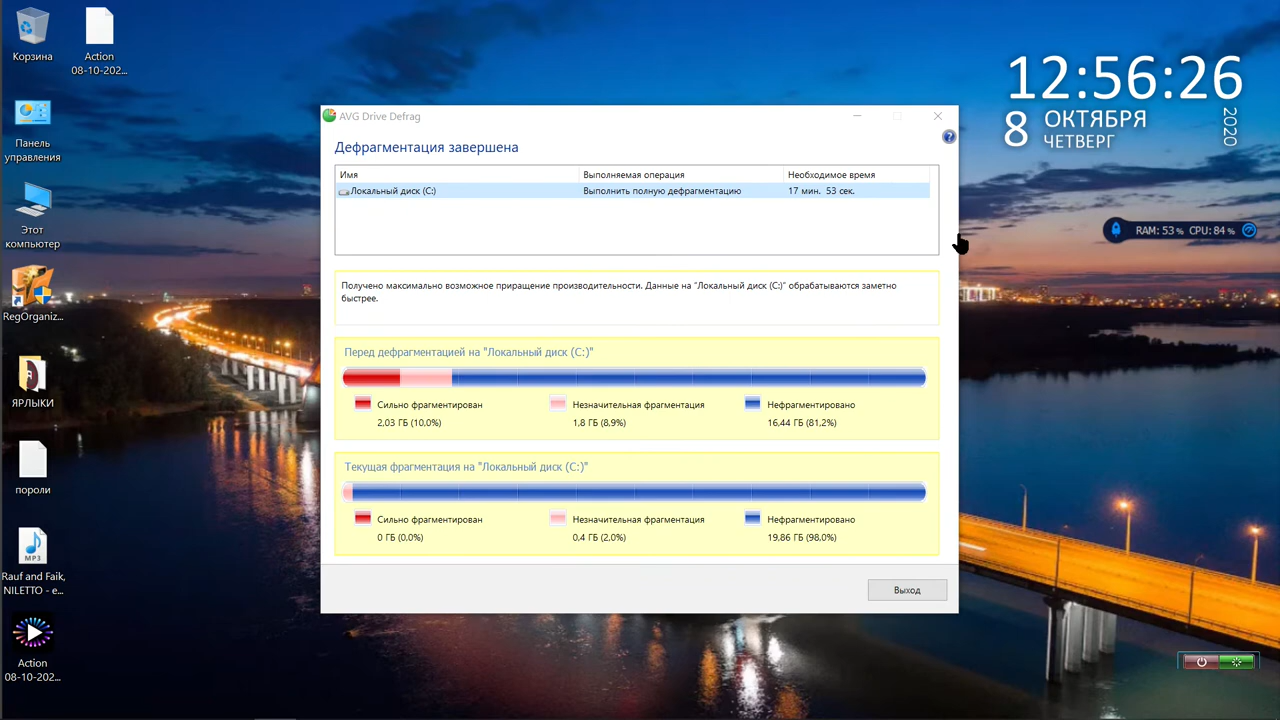 Корзина
Action
08-10-202...
Панель
управления
Этот
компьютер
RegOrganiz...
ЯРЛЫКИ
пороли
MP3
Rauf and Faik,
NILETTO - e...
Action
08-10-202...
AVG Drive Defrag
Дефрагментация завершена
Имя Выполняемая операция Необходимое время
Локальный диск (C:) Выполнить полную дефрагментацию 17 мин. 53 сек.
Получено максимально возможное приращение производительности. Данные на "Локальный диск (C:)" обрабатываются заметно
быстрее.
Перед дефрагментацией на "Локальный диск (C:)"
Сильно фрагментирован Незначительная фрагментация Нефрагментировано
2,03 ГБ (10,0%) 1,8 ГБ (8,9%) 16,44 ГБ (81,2%)
Текущая фрагментация на "Локальный диск (C:)"
Сильно фрагментирован Незначительная фрагментация Нефрагментировано
0 ГБ (0,0%) 0,4 ГБ (2,0%) 19,86 ГБ (98,0%)
Выход
12:56:26
8 ОКТЯБРЯ 2020
ЧЕТВЕРГ
RAM: 53 % CPU: 84 %